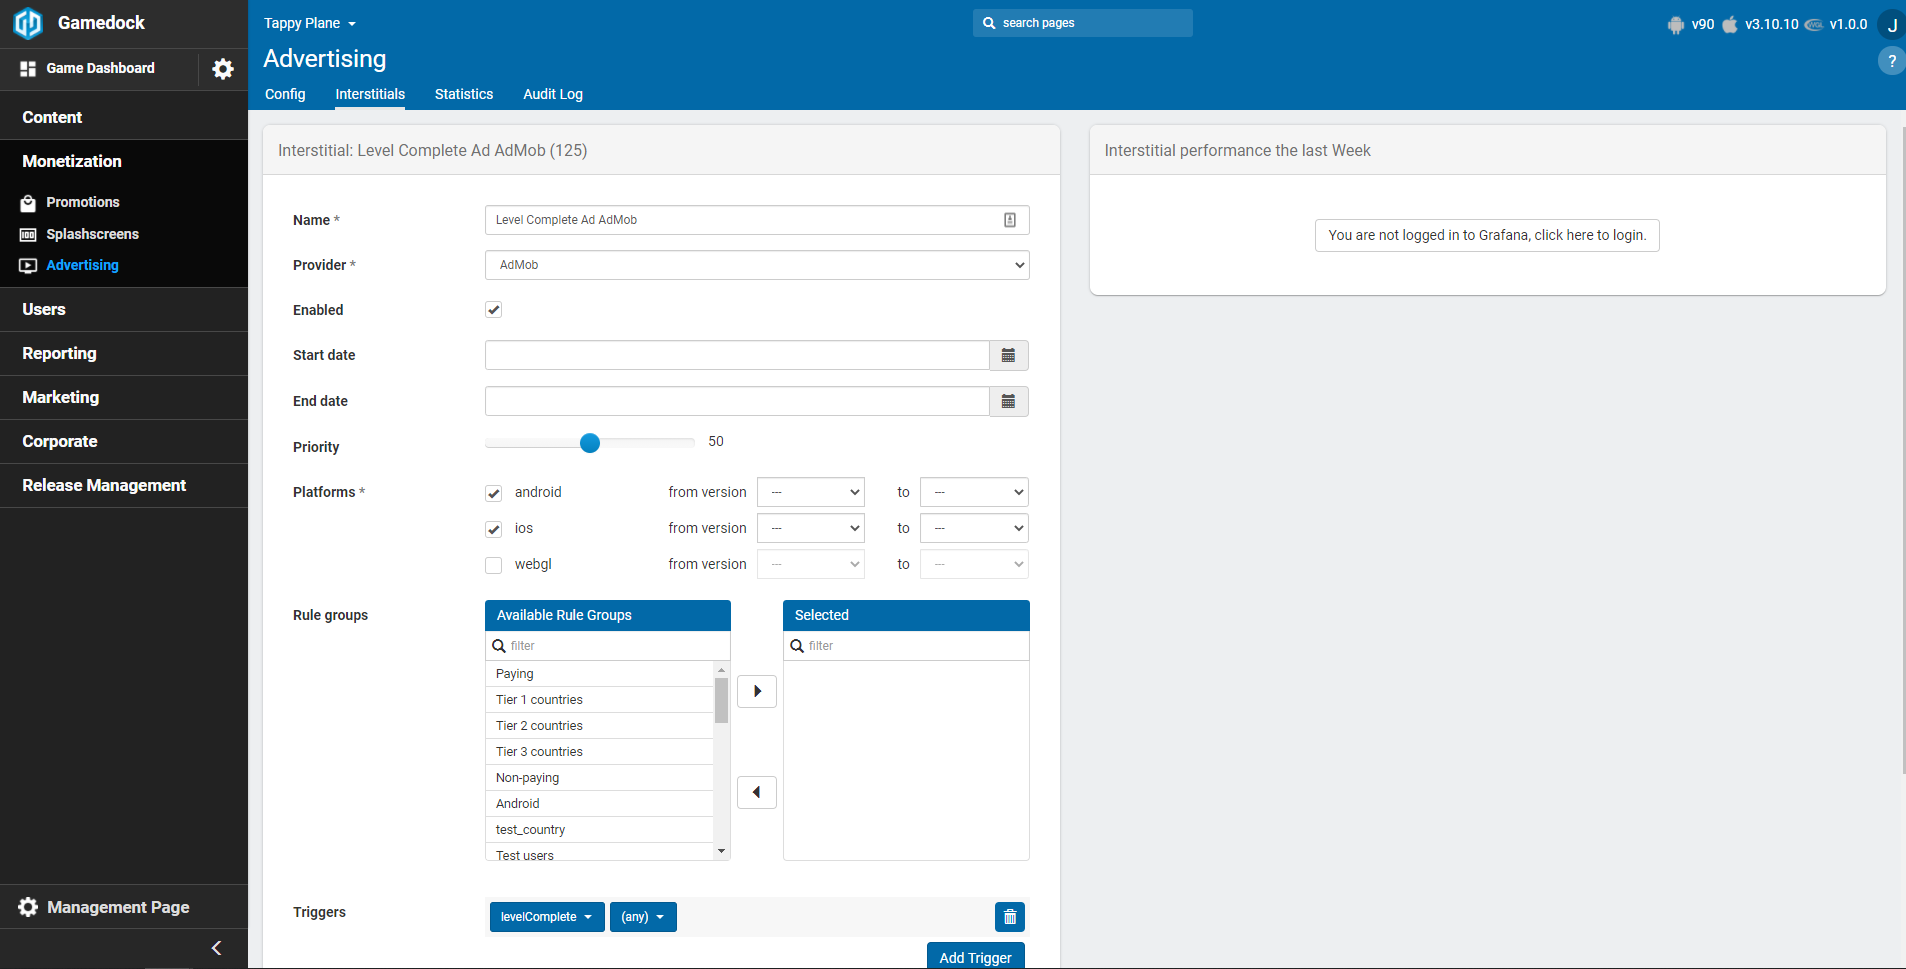 Gamedock
Game Dashboard
Content
Monetization
Promotions
Splashscreens
Advertising
Users
Reporting
Marketing
Corporate
Release Management
Management Page
Tappy Plane
search pages
v90 v3.10.10 v1.0.0 J
Advertising
?
Config Interstitials Statistics Audit Log
Interstitial: Level Complete Ad AdMob (125)
Name * Level Complete Ad AdMob
Provider * AdMob
Enabled
Start date
End date
Priority 50
Platforms * android from version --- to ---
ios from version --- to ---
webgl from version --- to ---
Rule groups
Available Rule Groups
filter
Paying
Tier 1 countries
Tier 2 countries
Tier 3 countries
Non-paying
Android
test_country
Test users
Selected
filter
Triggers levelComplete (any)
Add Trigger
Interstitial performance the last Week
You are not logged in to Grafana, click here to login.